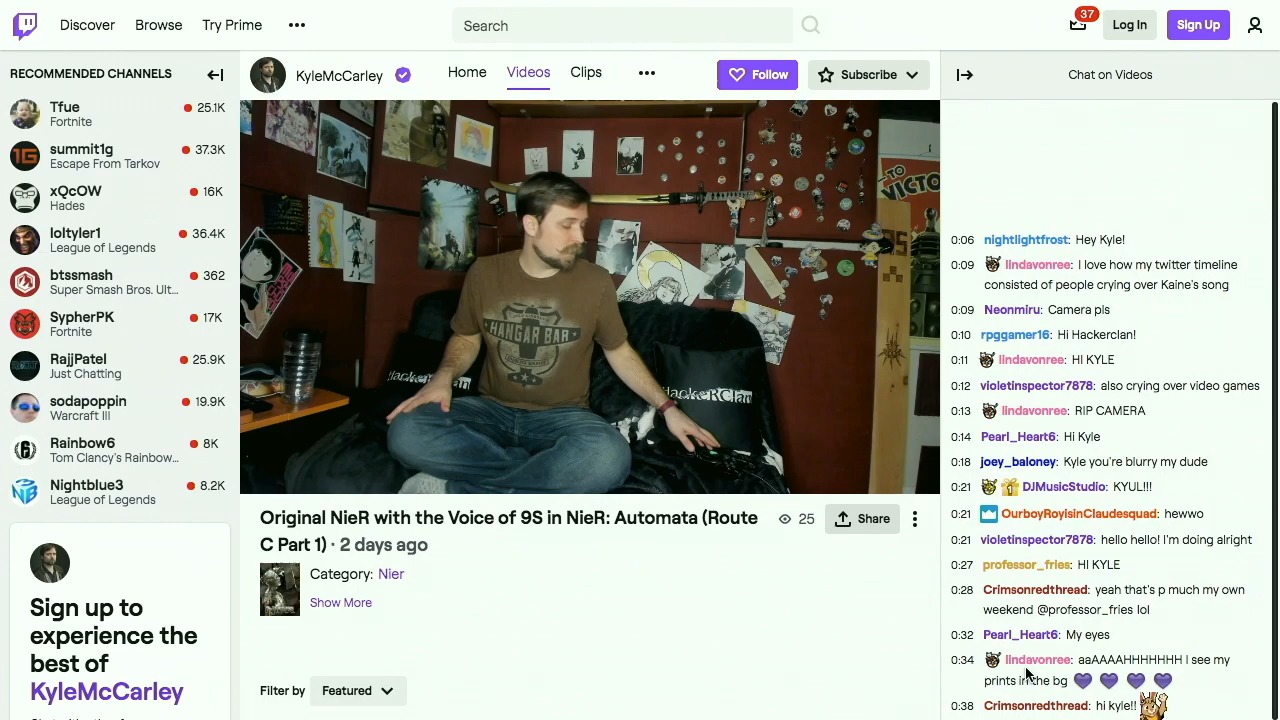 Discover
Browse
Try Prime
Search
37
Log In
Sign Up
RECOMMENDED CHANNELS
Tfue
25.1K
Fortnite
summit1g
37.3K
Escape From Tarkov
xQcOW
16K
Hades
loltyler1
36.4K
League of Legends
btssmash
362
Super Smash Bros. Ult...
SypherPK
17K
Fortnite
RajjPatel
25.9K
Just Chatting
sodapoppin
19.9K
Warcraft III
Rainbow6
8K
Tom Clancy's Rainbow...
Nightblue3
8.2K
League of Legends
Sign up to
experience the
best of
KyleMcCarley
KyleMcCarley
Home
Videos
Clips
Follow
Subscribe
TO
VICTO
HANGAR BAR
HackeRClan
HackeRClan
Original NieR with the Voice of 9S in NieR: Automata (Route
C Part 1) · 2 days ago
25
Share
Category: Nier
Show More
Filter by
Featured
Chat on Videos
0:06 nightlightfrost: Hey Kyle!
0:09 lindavonree: I love how my twitter timeline
consisted of people crying over Kaine's song
0:09 Neonmiru: Camera pls
0:10 rpggamer16: Hi Hackerclan!
0:11 lindavonree: HI KYLE
0:12 violetinspector7878: also crying over video games
0:13 lindavonree: RIP CAMERA
0:14 Pearl_Heart6: Hi Kyle
0:18 joey_baloney: Kyle you're blurry my dude
0:21 DJMusicStudio: KYUL!!!
0:21 OurboyRoyisinClaudesquad: hewwo
0:21 violetinspector7878: hello hello! I'm doing alright
0:27 professor_fries: HI KYLE
0:28 Crimsonredthread: yeah that's p much my own
weekend @professor_fries lol
0:32 Pearl_Heart6: My eyes
0:34 lindavonree: aaAAAAHHHHHHH I see my
prints in the bg
0:38 Crimsonredthread: hi kyle!!